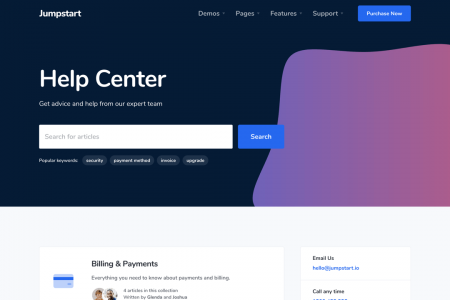 Jumpstart
Demos Pages Features Support Purchase Now
Help Center
Get advice and help from our expert team
Search for articles Search
Popular keywords: security payment method invoice upgrade
Billing & Payments
Everything you need to know about payments and billing.
4 articles in this collection
Written by Glenda and Joshua
Email Us
hello@jumpstart.io
Call any time